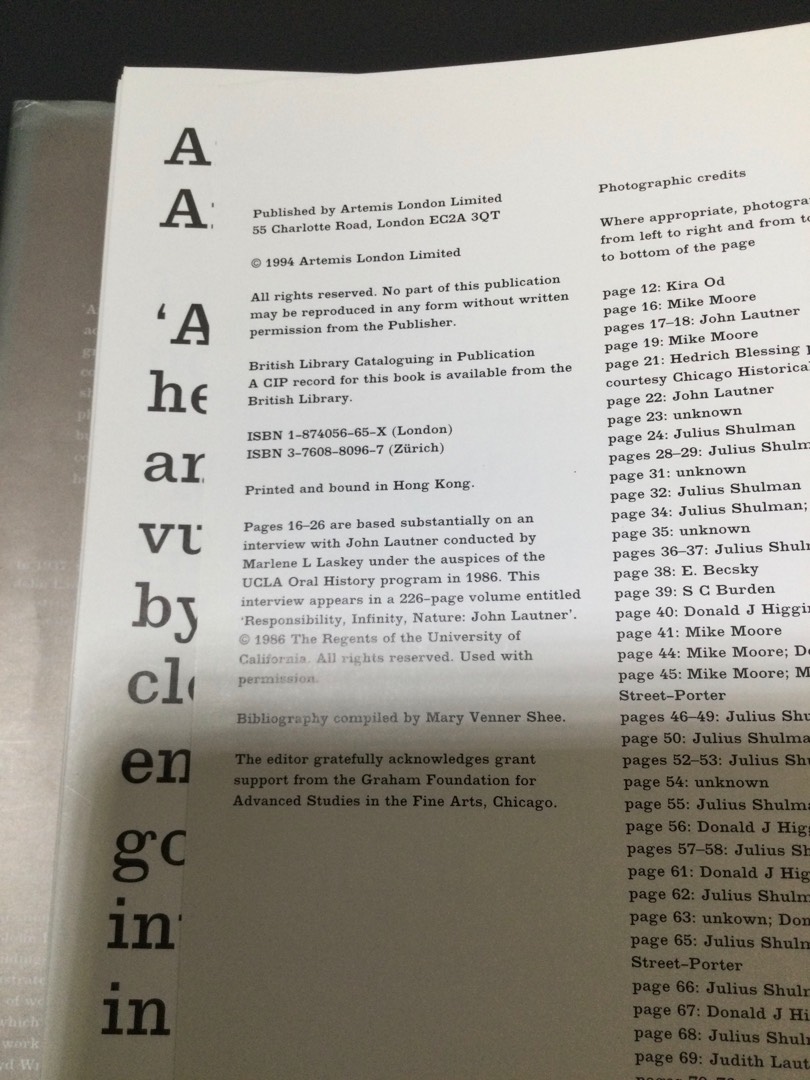 A
A
'A
he
an
vu
by
cle
en
go
in
in
Published by Artemis London Limited
55 Charlotte Road, London EC2A 3QT
© 1994 Artemis London Limited
All rights reserved. No part of this publication
may be reproduced in any form without written
permission from the Publisher.
British Library Cataloguing in Publication
A CIP record for this book is available from the
British Library.
ISBN 1–874056–65–X (London)
ISBN 3–7608–8096–7 (Zürich)
Printed and bound in Hong Kong.
Pages 16–26 are based substantially on an
interview with John Lautner conducted by
Marlene L Laskey under the auspices of the
UCLA Oral History program in 1986. This
interview appears in a 226-page volume entitled
'Responsibility, Infinity, Nature: John Lautner'.
© 1986 The Regents of the University of
California. All rights reserved. Used with
permission.
Bibliography compiled by Mary Venner Shee.
The editor gratefully acknowledges grant
support from the Graham Foundation for
Advanced Studies in the Fine Arts, Chicago.
Photographic credits
Where appropriate, photogra
from left to right and from to
to bottom of the page
page 12: Kira Od
page 16: Mike Moore
pages 17–18: John Lautner
page 19: Mike Moore
page 21: Hedrich Blessing p
courtesy Chicago Historica
page 22: John Lautner
page 23: unknown
page 24: Julius Shulman
pages 28–29: Julius Shulm
page 31: unknown
page 32: Julius Shulman
page 34: Julius Shulman;
page 35: unknown
pages 36–37: Julius Shul
page 38: E. Becsky
page 39: S C Burden
page 40: Donald J Higgi
page 41: Mike Moore
page 44: Mike Moore; Do
page 45: Mike Moore; M
Street–Porter
pages 46–49: Julius Shu
page 50: Julius Shulma
pages 52–53: Julius Sh
page 54: unknown
page 55: Julius Shulma
page 56: Donald J Hig
pages 57–58: Julius Sh
page 61: Donald J Hig
page 62: Julius Shulm
page 63: unkown; Don
page 65: Julius Shulm
Street–Porter
page 66: Julius Shul
page 67: Donald J Hi
page 68: Julius Shul
page 69: Judith Laut